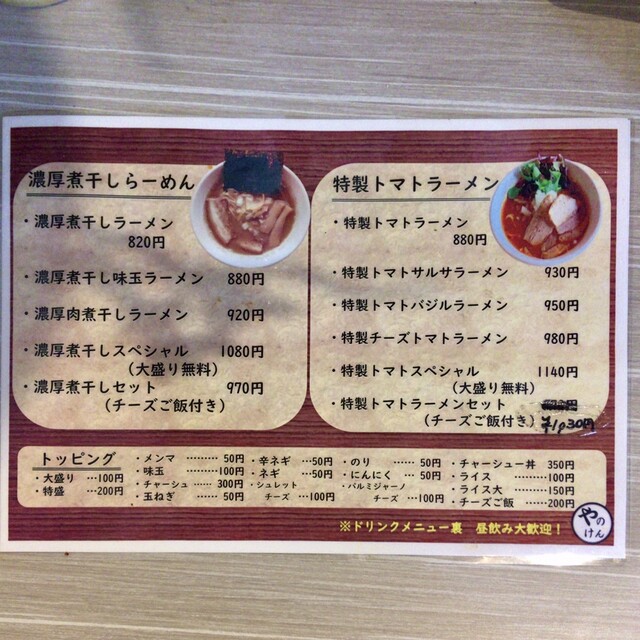 濃厚煮干しらーめん
・濃厚煮干しラーメン
820円
・濃厚煮干し味玉ラーメン 880円
・濃厚肉煮干しラーメン 920円
・濃厚煮干しスペシャル 1080円
(大盛り無料)
・濃厚煮干しセット 970円
(チーズご飯付き)
特製トマトラーメン
・特製トマトラーメン
880円
・特製トマトサルサラーメン 930円
・特製トマトバジルラーメン 950円
・特製チーズトマトラーメン 980円
・特製トマトスペシャル 1140円
(大盛り無料)
・特製トマトラーメンセット
(チーズご飯付き) ¥1030円
トッピング
・大盛り …100円
・特盛 …200円
・メンマ ……… 50円
・味玉 ………100円
・チャーシュー …… 300円
・玉ねぎ …… 50円
・辛ネギ …50円
・ネギ …50円
・シュレット
チーズ …100円
・のり …… 50円
・にんにく …50円
・パルミジャーノ
チーズ …100円
・チャーシュー丼 350円
・ライス ………100円
・ライス大 ………150円
・チーズご飯 ……200円
※ドリンクメニュー裏 昼飲み大歓迎！
やの
けん